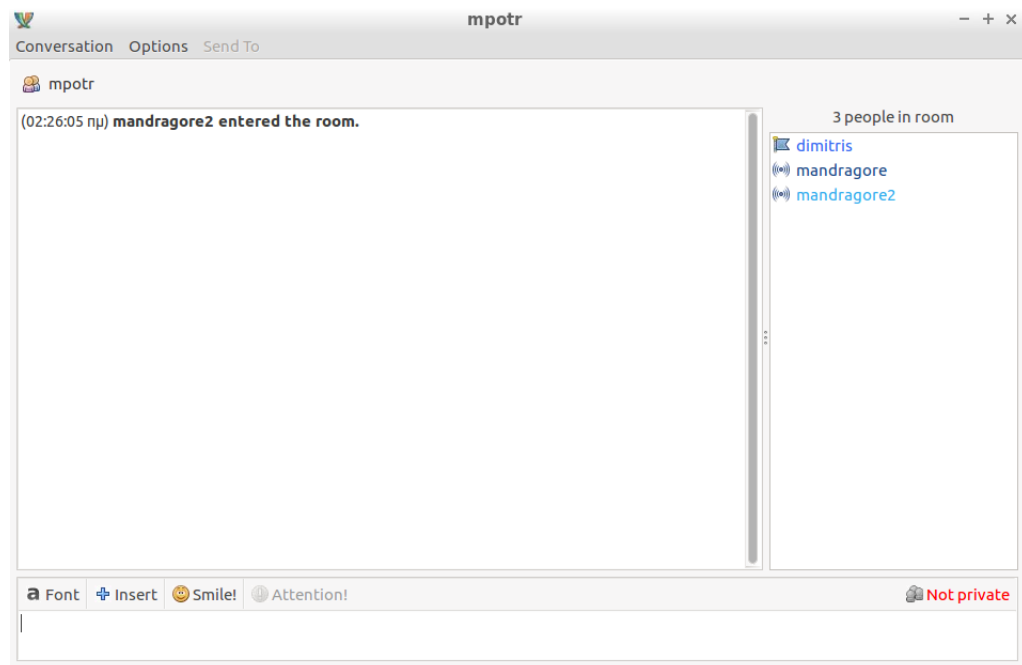 mpotr
Conversation Options Send To
mpotr
(02:26:05 πμ) mandragore2 entered the room.
3 people in room
dimitris
mandragore
mandragore2
a Font Insert Smile! Attention!
Not private